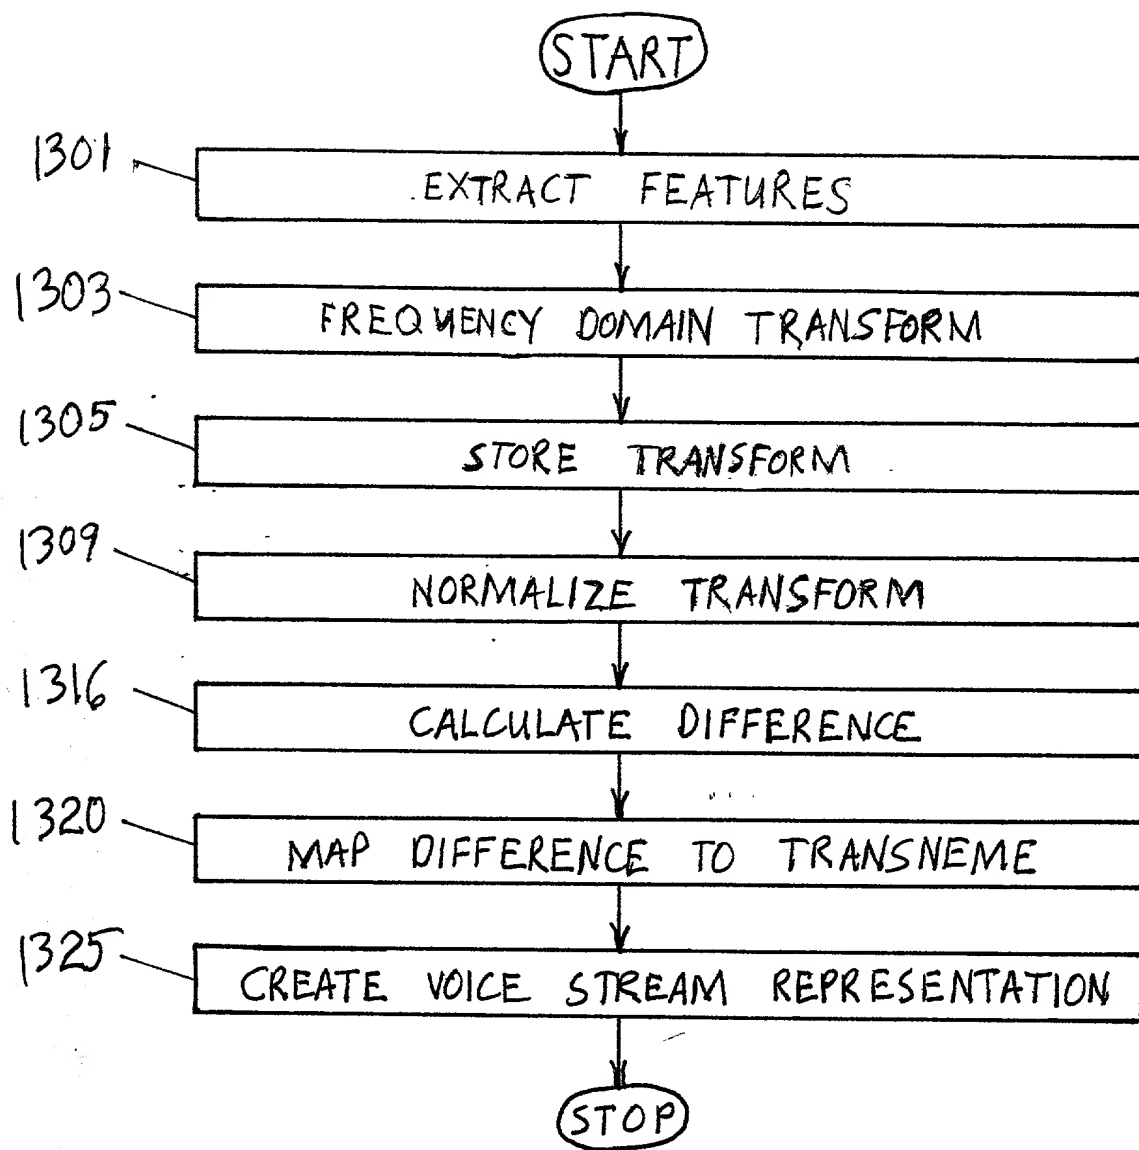 START
1301
EXTRACT FEATURES
1303
FREQUENCY DOMAIN TRANSFORM
1305
STORE TRANSFORM
1309
NORMALIZE TRANSFORM
1316
CALCULATE DIFFERENCE
1320
MAP DIFFERENCE TO TRANSNEME
1325
CREATE VOICE STREAM REPRESENTATION
STOP